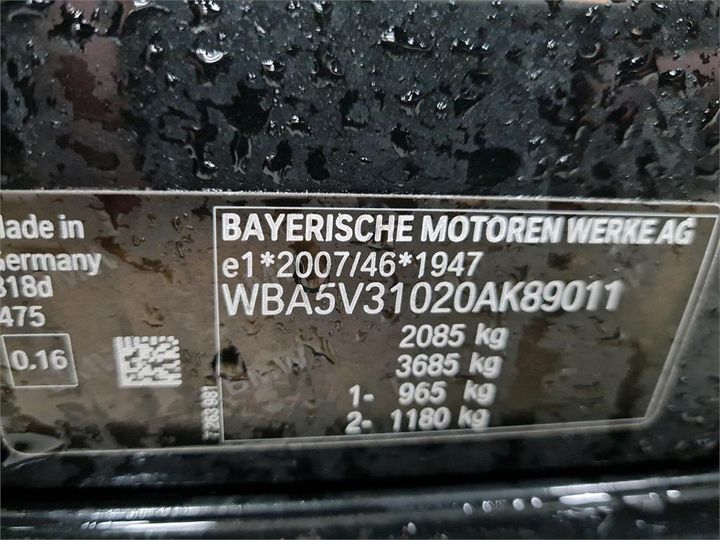 Made in
Germany
318d
475
0.16
BAYERISCHE MOTOREN WERKE AG
e1*2007/46*1947
WBA5V31020AK89011
2085 kg
3685 kg
1- 965 kg
2- 1180 kg